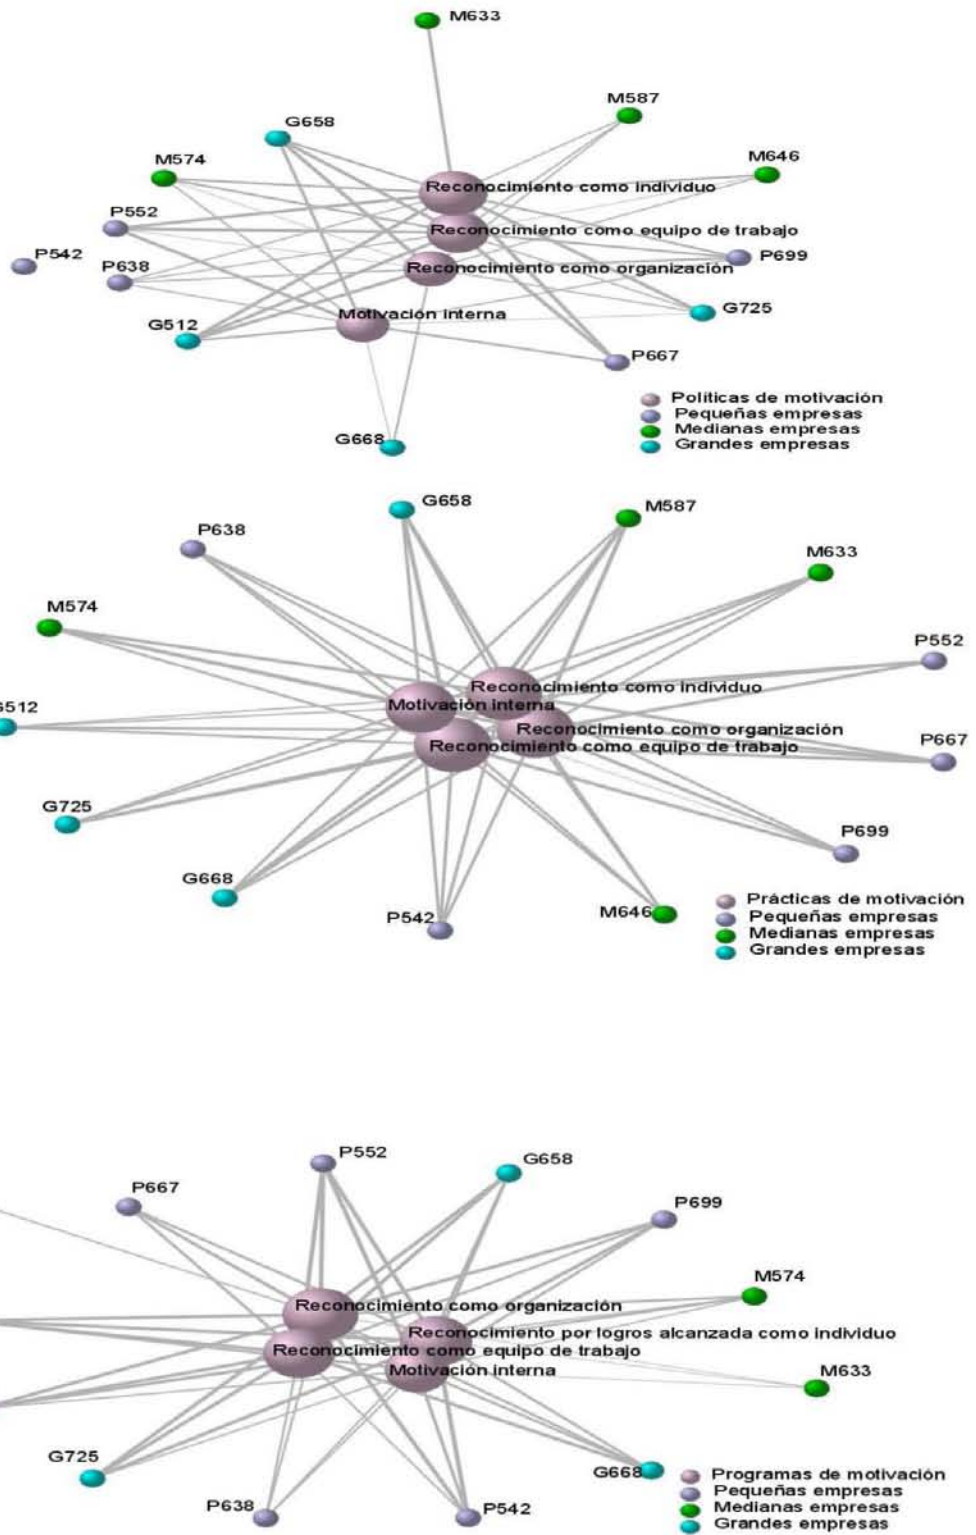 M633
M587
G658
M646
M574
Reconocimiento como individuo
P552
Reconocimiento como equipo de trabajo
P542
P699
P638
Reconocimiento como organización
G725
Motivación interna
G512
P667
Políticas de motivación
Pequeñas empresas
Medianas empresas
Grandes empresas
G668
G658
M587
P638
M633
M574
P552
Reconocimiento como individuo
Motivación interna
G512
Reconocimiento como organización
P667
Reconocimiento como equipo de trabajo
G725
P699
G668
Prácticas de motivación
P542
M646
Pequeñas empresas
Medianas empresas
Grandes empresas
P552
G658
P667
P699
M574
Reconocimiento como organización
Reconocimiento por logros alcanzada como individuo
Reconocimiento como equipo de trabajo
Motivación interna
M633
G725
G668
Programas de motivación
Pequeñas empresas
P638
P542
Medianas empresas
Grandes empresas